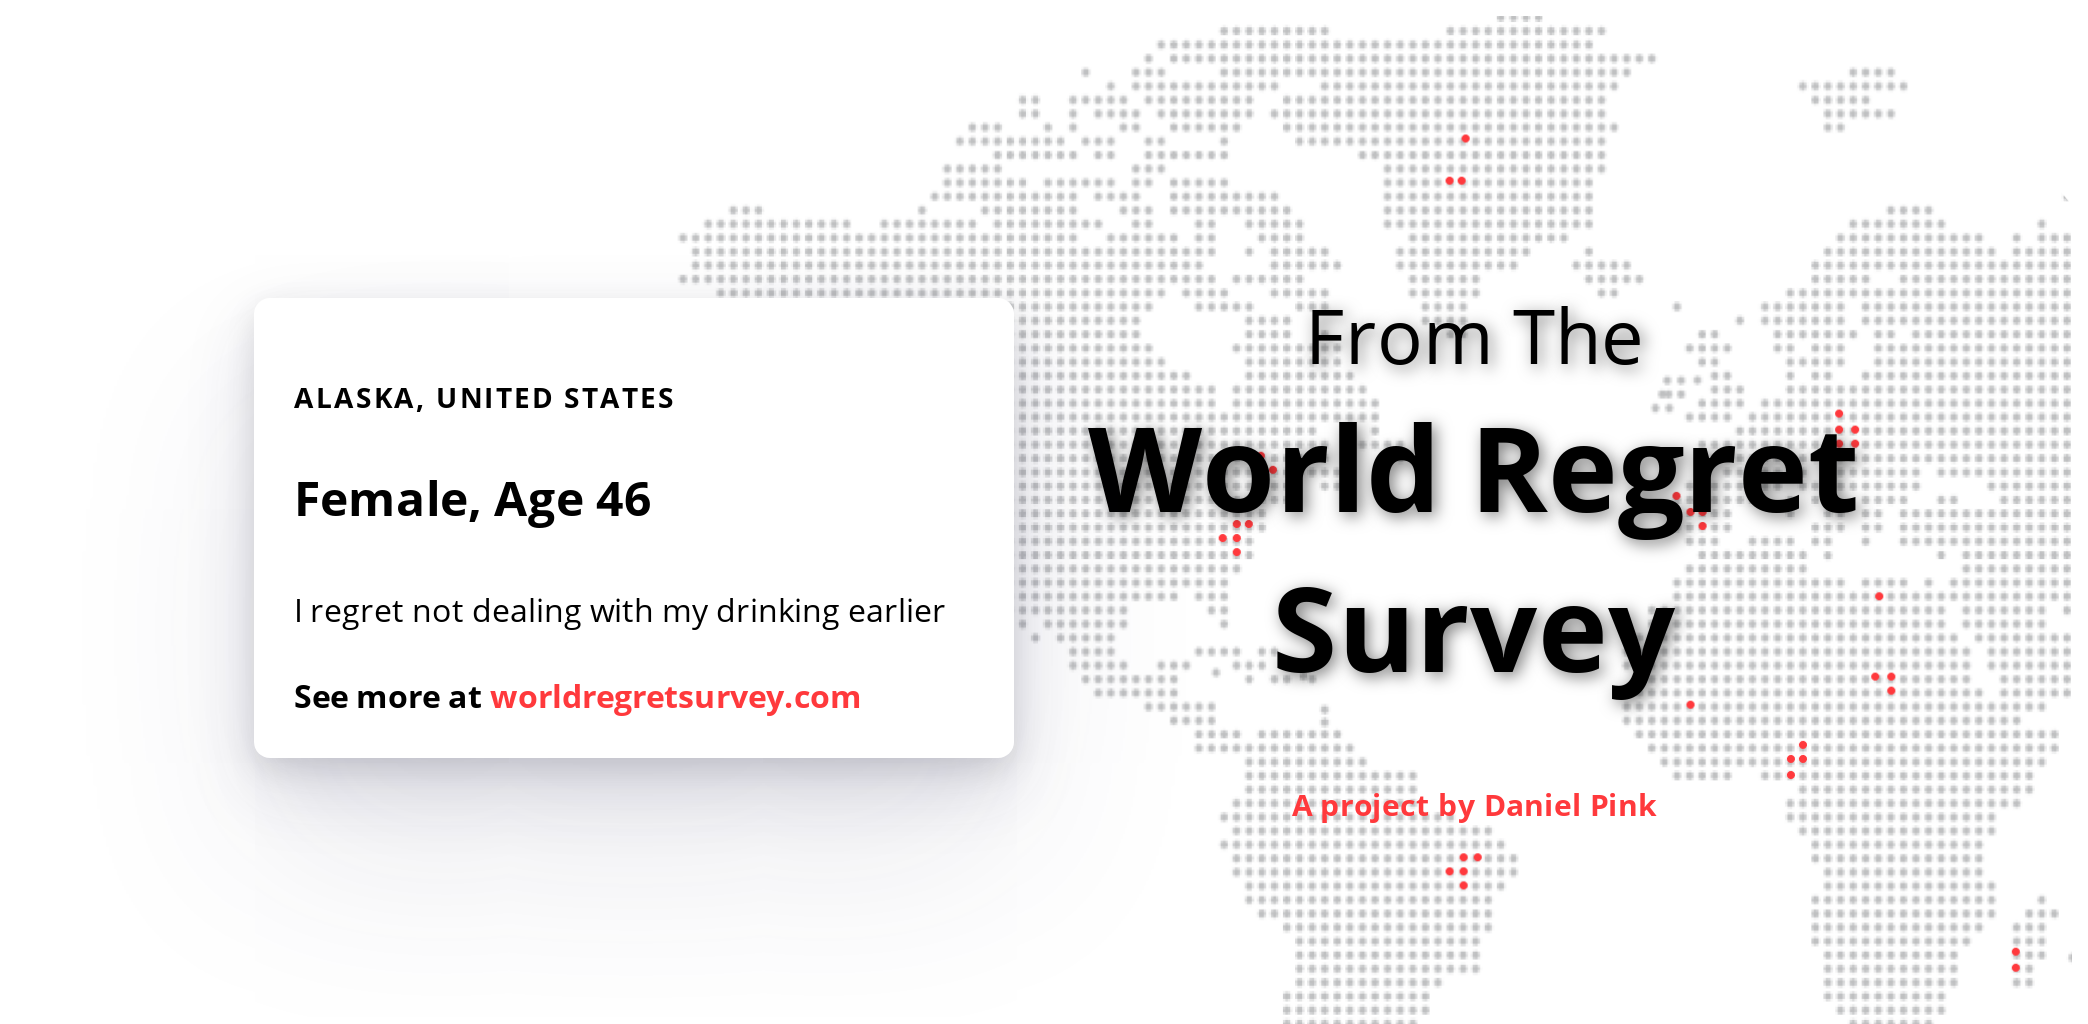 ALASKA, UNITED STATES
Female, Age 46
I regret not dealing with my drinking earlier
See more at worldregretsurvey.com
From The
World Regret
Survey
A project by Daniel Pink